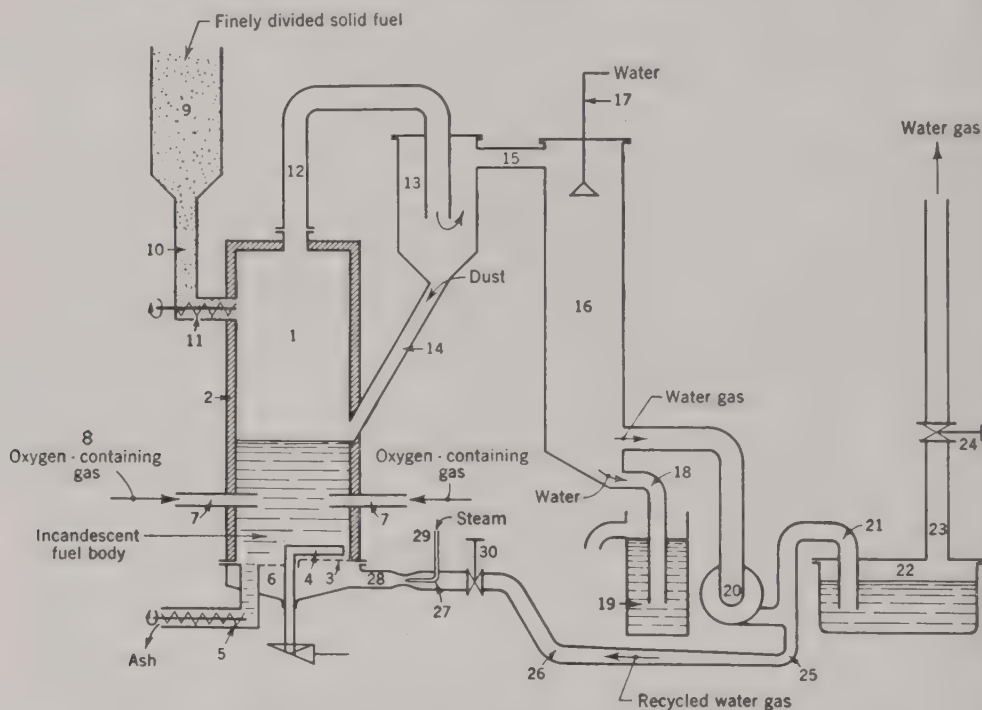 Finely divided solid fuel
Water
17
9
Water gas
15
12
13
10
Dust
16
11
1
14
2
Water gas
24
8
Oxygen-containing
gas
Oxygen-containing
gas
18
Water
7
7
29
Steam
21
23
Incandescent
fuel body
30
22
6
4
3
28
20
19
27
5
Ash
26
25
Recycled water gas